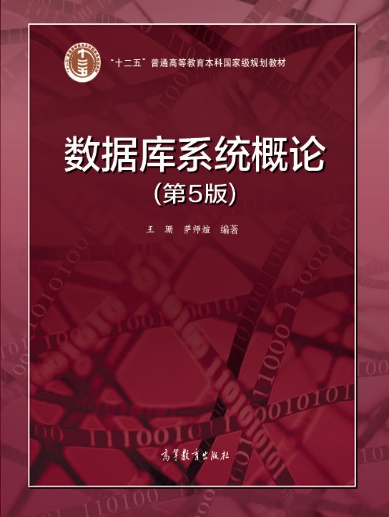 "十二五"普通高等教育本科国家级规划教材
数据库系统概论
(第5版)
王 珊 萨师煊 编著
高等教育出版社